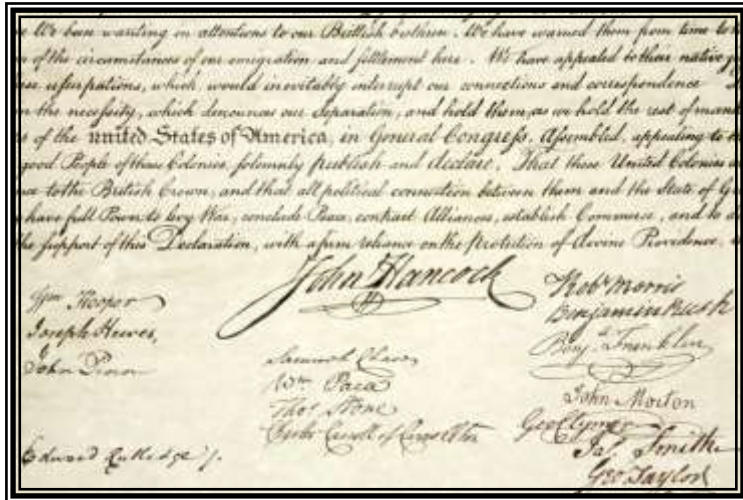 We been wanting in attentions to our Brittish brethren. We have warned them from time to
of the circumstances of our emigration and settlement here. We have appealed to their native
usurpations, which would inevitably interrupt our connections and correspondence
the necessity, which denounces our Separation, and hold them, as we hold the rest of
of the united States of America, in General Congress, Assembled, appealing to
good People of these Colonies, solemnly publish and declare, That these United Colonies
to the British Crown, and that all political connection between them and the State of
have full Power to levy War, conclude Peace, contract Alliances, establish Commerce, and to
the support of this Declaration, with a firm reliance on the Protection of divine Providence,
John Hancock
Wm Hooper
Joseph Hewes,
John Penn
Edward Rutledge
Samuel Chase
Wm. Paca
Thos. Stone
Charles Carroll of Carrollton
Robt Morris
Benjamin Rush
Benja. Franklin
John Morton
Geo Clymer
Jas. Smith
Geo. Taylor